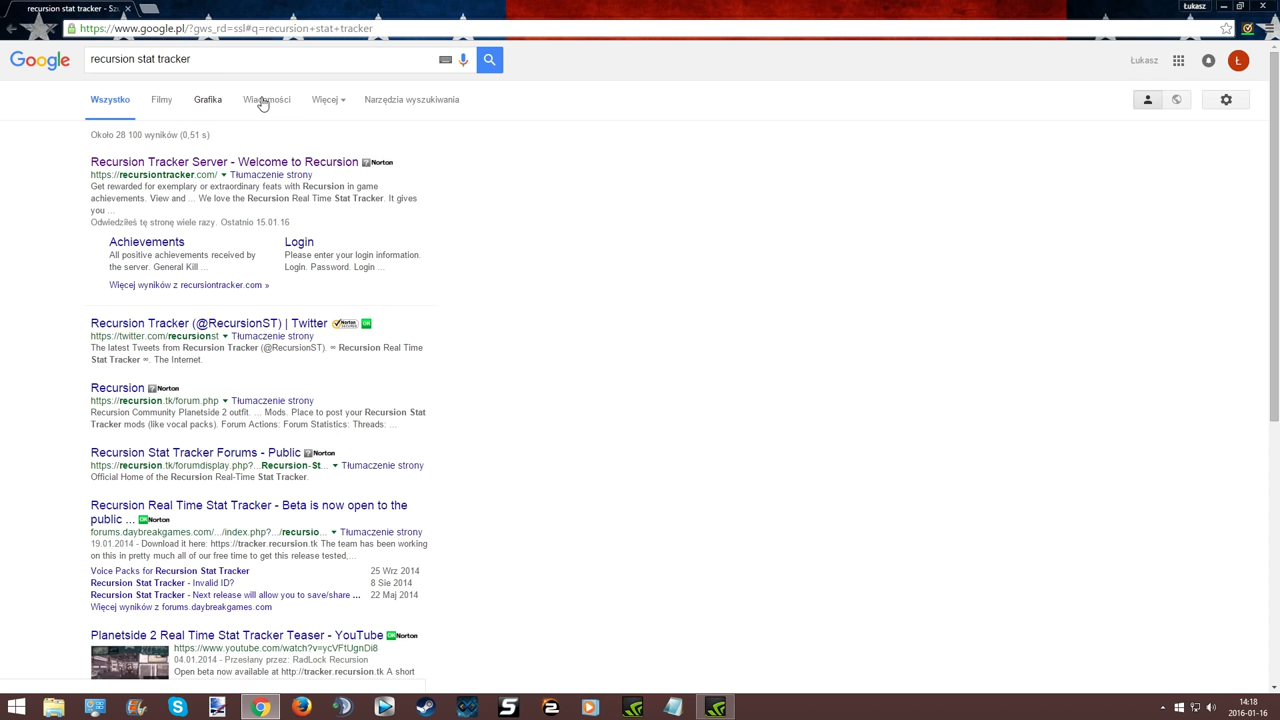 recursion stat tracker - Szu
Łukasz
https://www.google.pl/?gws_rd=ssl#q=recursion+stat+tracker
Google
recursion stat tracker
Łukasz
Ł
Wszystko
Filmy
Grafika
Wiadomości
Więcej
Narzędzia wyszukiwania
Około 28 100 wyników (0,51 s)
Recursion Tracker Server - Welcome to Recursion
Norton
https://recursiontracker.com/ Tłumaczenie strony
Get rewarded for exemplary or extraordinary feats with Recursion in game
achievements. View and ... We love the Recursion Real Time Stat Tracker. It gives
you ...
Odwiedziłeś tę stronę wiele razy. Ostatnio 15.01.16
Achievements
All positive achievements received by
the server. General Kill ...
Login
Please enter your login information.
Login. Password. Login ...
Więcej wyników z recursiontracker.com »
Recursion Tracker (@RecursionST) | Twitter
OK
https://twitter.com/recursionst Tłumaczenie strony
The latest Tweets from Recursion Tracker (@RecursionST). ∞ Recursion Real Time
Stat Tracker ∞. The Internet.
Recursion
Norton
https://recursion.tk/forum.php Tłumaczenie strony
Recursion Community Planetside 2 outfit. ... Mods. Place to post your Recursion Stat
Tracker mods (like vocal packs). Forum Actions: Forum Statistics: Threads: ...
Recursion Stat Tracker Forums - Public
Norton
https://recursion.tk/forumdisplay.php?...Recursion-St... Tłumaczenie strony
Official Home of the Recursion Real-Time Stat Tracker.
Recursion Real Time Stat Tracker - Beta is now open to the
public ...
OK Norton
forums.daybreakgames.com/.../index.php?.../recursio... Tłumaczenie strony
19.01.2014 - Download it here: https://tracker.recursion.tk The team has been working
on this in pretty much all of our free time to get this release tested,...
Voice Packs for Recursion Stat Tracker 25 Wrz 2014
Recursion Stat Tracker - Invalid ID? 8 Sie 2014
Recursion Stat Tracker - Next release will allow you to save/share ... 22 Maj 2014
Więcej wyników z forums.daybreakgames.com
Planetside 2 Real Time Stat Tracker Teaser - YouTube
OK Norton
https://www.youtube.com/watch?v=ycVFtUgnDi8
04.01.2014 - Przesłany przez: RadLock Recursion
Open beta now available at http://tracker.recursion.tk A short
14:18
2016-01-16